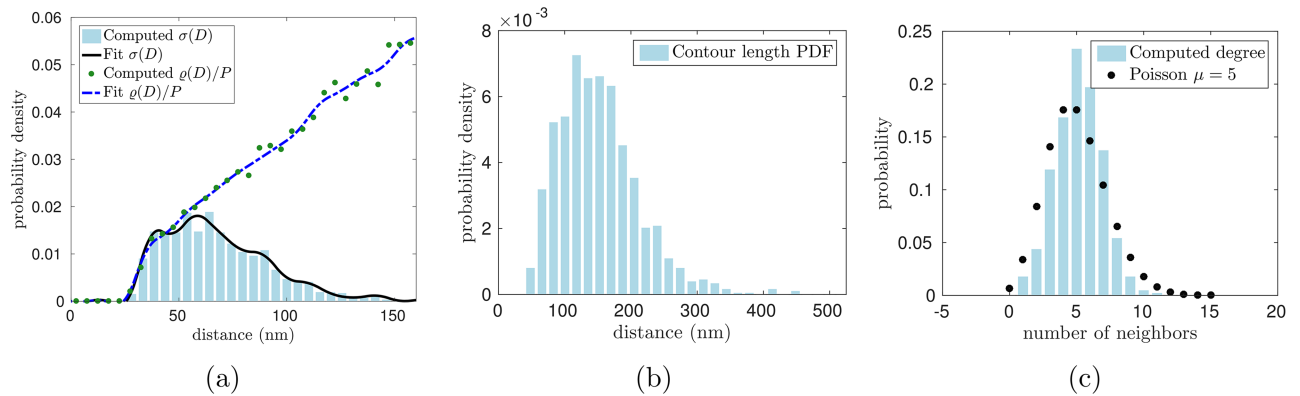 0.06
0.05
0.04
0.03
0.02
0.01
0
probability density
Computed σ(D)
Fit σ(D)
Computed ϱ(D)/P
Fit ϱ(D)/P
0 50 100 150
distance (nm)
(a)
×10⁻³
8
6
4
2
0
probability density
Contour length PDF
0 100 200 300 400 500
distance (nm)
(b)
0.25
0.20
0.15
0.1
0.05
0
probability
Computed degree
Poisson μ = 5
-5 0 5 10 15 20
number of neighbors
(c)